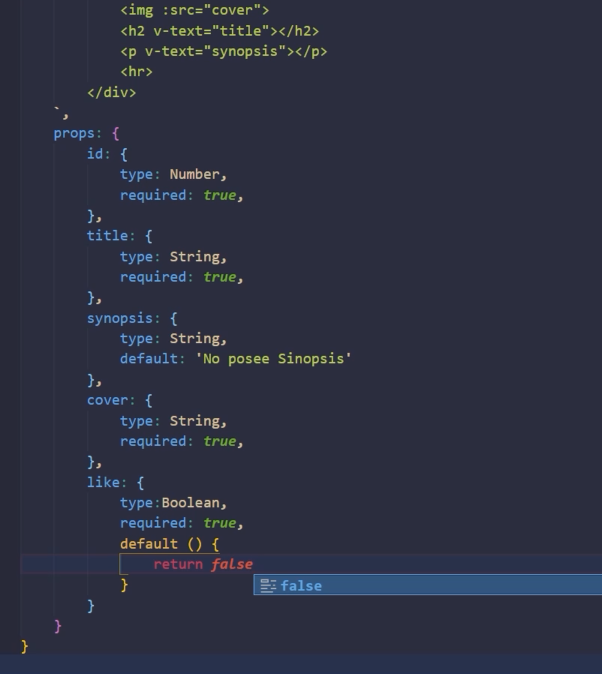 <img :src="cover">
<h2 v-text="title"></h2>
<p v-text="synopsis"></p>
<hr>
</div>
`,
props: {
id: {
type: Number,
required: true,
},
title: {
type: String,
required: true,
},
synopsis: {
type: String,
default: 'No posee Sinopsis'
},
cover: {
type: String,
required: true,
},
like: {
type:Boolean,
required: true,
default () {
return false
}
false
}
}
}